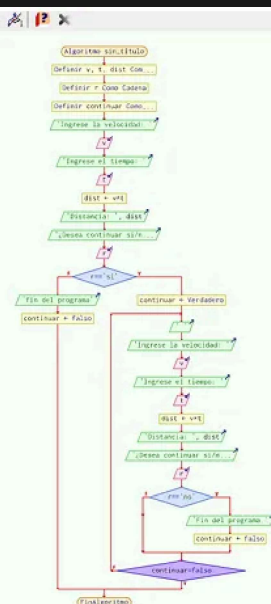 Algoritmo sin_titulo
Definir v, t, dist Com...
Definir r Como Cadena
Definir continuar Como...
'Ingrese la velocidad: '
v
'Ingrese el tiempo: '
t
dist ← v*t
'Distancia: ', dist
'¿Desea continuar si/n...
r
r='si'
'Fin del programa'
continuar ← Falso
continuar ← Verdadero
' '
'Ingrese la velocidad: '
v
'Ingrese el tiempo: '
t
dist ← v*t
'Distancia: ', dist
'¿Desea continuar si/n...
r
r='no'
'Fin del programa'
continuar ← Falso
continuar=Falso
FinAlgoritmo